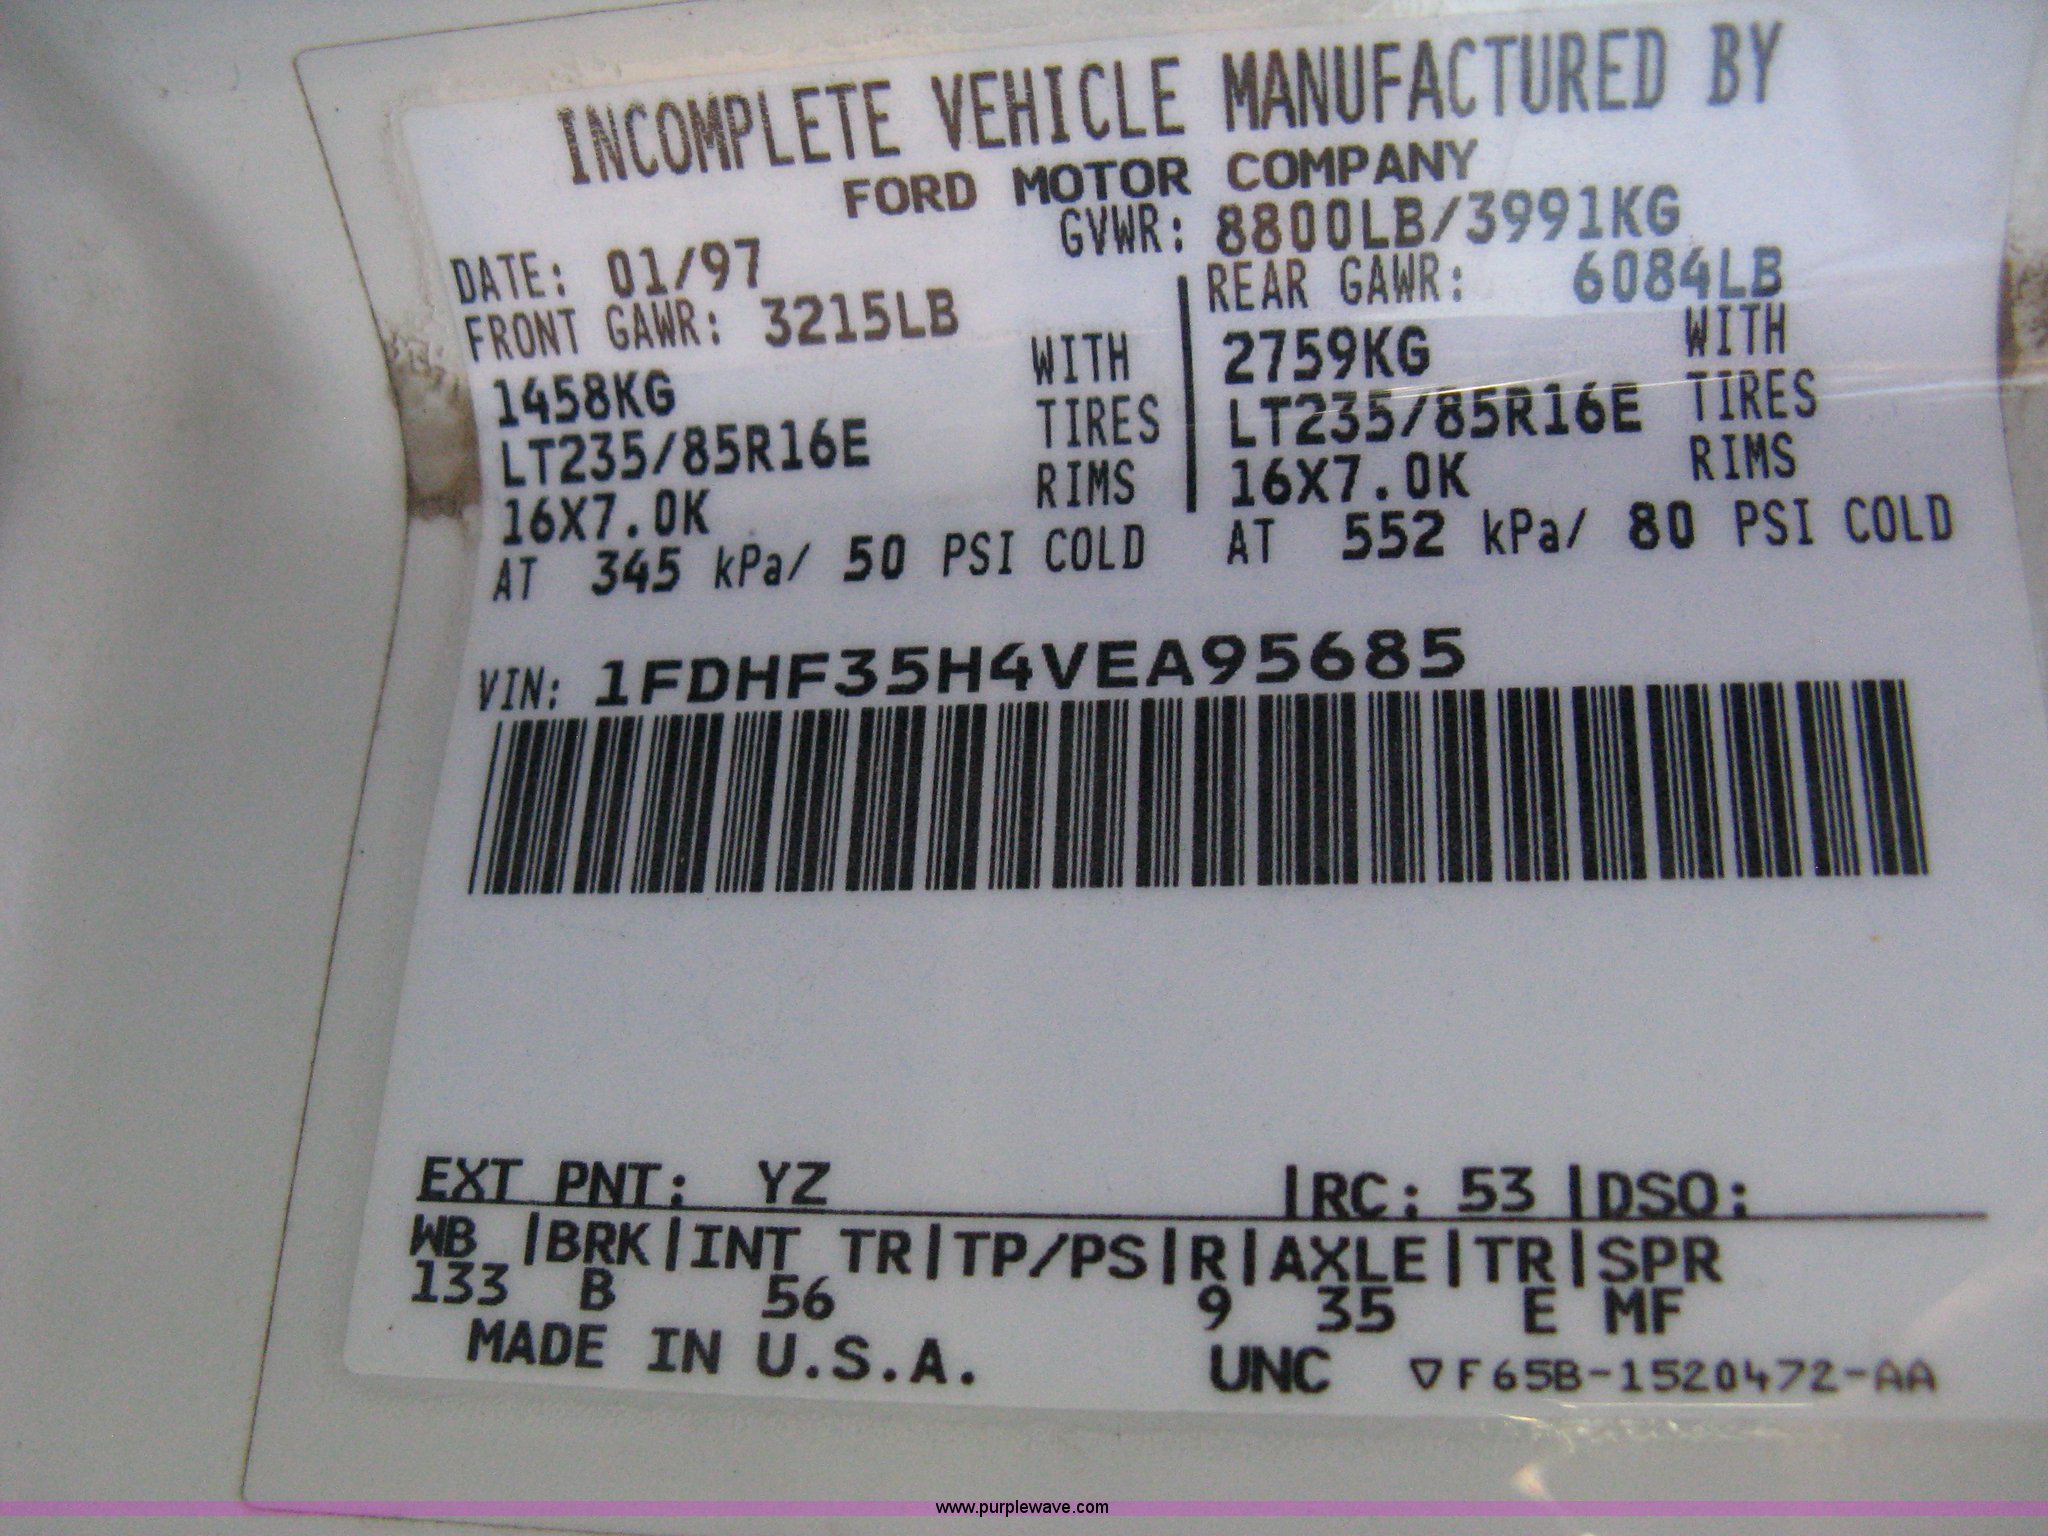 INCOMPLETE VEHICLE MANUFACTURED BY
FORD MOTOR COMPANY
DATE: 01/97 GVWR: 8800LB/3991KG
FRONT GAWR: 3215LB REAR GAWR: 6084LB
1458KG WITH 2759KG WITH
LT235/85R16E TIRES LT235/85R16E TIRES
16X7.0K RIMS 16X7.0K RIMS
AT 345 kPa/ 50 PSI COLD AT 552 kPa/ 80 PSI COLD
VIN: 1FDHF35H4VEA95685
EXT PNT: YZ |RC: 53 |DSO:
WB |BRK|INT TR|TP/PS|R|AXLE|TR|SPR
133 B 56 9 35 E MF
MADE IN U.S.A. UNC ▽F65B-1520472-AA
www.purplewave.com